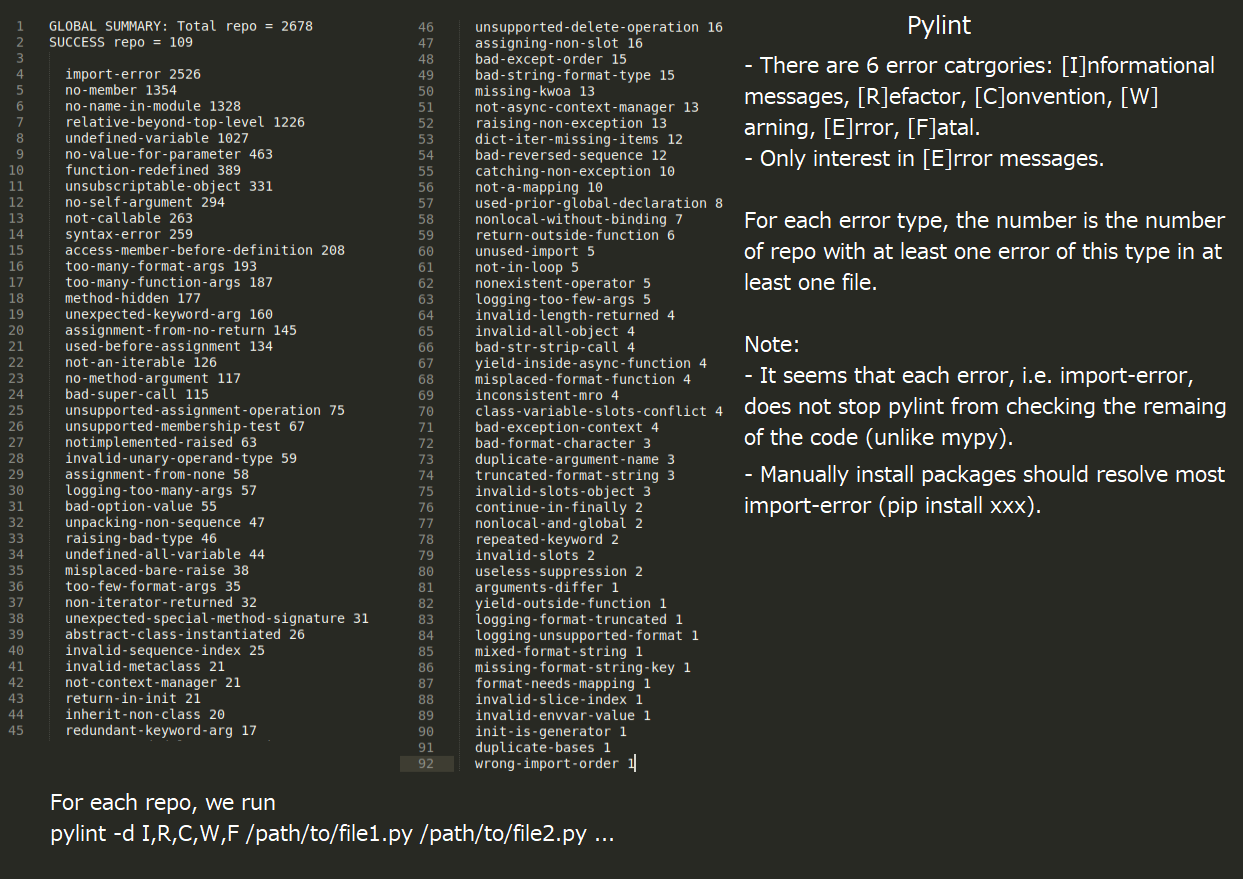 1 GLOBAL SUMMARY: Total repo = 2678
2 SUCCESS repo = 109
3
4 import-error 2526
5 no-member 1354
6 no-name-in-module 1328
7 relative-beyond-top-level 1226
8 undefined-variable 1027
9 no-value-for-parameter 463
10 function-redefined 389
11 unsubscriptable-object 331
12 no-self-argument 294
13 not-callable 263
14 syntax-error 259
15 access-member-before-definition 208
16 too-many-format-args 193
17 too-many-function-args 187
18 method-hidden 177
19 unexpected-keyword-arg 160
20 assignment-from-no-return 145
21 used-before-assignment 134
22 not-an-iterable 126
23 no-method-argument 117
24 bad-super-call 115
25 unsupported-assignment-operation 75
26 unsupported-membership-test 67
27 notimplemented-raised 63
28 invalid-unary-operand-type 59
29 assignment-from-none 58
30 logging-too-many-args 57
31 bad-option-value 55
32 unpacking-non-sequence 47
33 raising-bad-type 46
34 undefined-all-variable 44
35 misplaced-bare-raise 38
36 too-few-format-args 35
37 non-iterator-returned 32
38 unexpected-special-method-signature 31
39 abstract-class-instantiated 26
40 invalid-sequence-index 25
41 invalid-metaclass 21
42 not-context-manager 21
43 return-in-init 21
44 inherit-non-class 20
45 redundant-keyword-arg 17
46 unsupported-delete-operation 16
47 assigning-non-slot 16
48 bad-except-order 15
49 bad-string-format-type 15
50 missing-kwoa 13
51 not-async-context-manager 13
52 raising-non-exception 13
53 dict-iter-missing-items 12
54 bad-reversed-sequence 12
55 catching-non-exception 10
56 not-a-mapping 10
57 used-prior-global-declaration 8
58 nonlocal-without-binding 7
59 return-outside-function 6
60 unused-import 5
61 not-in-loop 5
62 nonexistent-operator 5
63 logging-too-few-args 5
64 invalid-length-returned 4
65 invalid-all-object 4
66 bad-str-strip-call 4
67 yield-inside-async-function 4
68 misplaced-format-function 4
69 inconsistent-mro 4
70 class-variable-slots-conflict 4
71 bad-exception-context 4
72 bad-format-character 3
73 duplicate-argument-name 3
74 truncated-format-string 3
75 invalid-slots-object 3
76 continue-in-finally 2
77 nonlocal-and-global 2
78 repeated-keyword 2
79 invalid-slots 2
80 useless-suppression 2
81 arguments-differ 1
82 yield-outside-function 1
83 logging-format-truncated 1
84 logging-unsupported-format 1
85 mixed-format-string 1
86 missing-format-string-key 1
87 format-needs-mapping 1
88 invalid-slice-index 1
89 invalid-envvar-value 1
90 init-is-generator 1
91 duplicate-bases 1
92 wrong-import-order 1
Pylint
- There are 6 error catrgories: [I]nformational
messages, [R]efactor, [C]onvention, [W]
arning, [E]rror, [F]atal.
- Only interest in [E]rror messages.
For each error type, the number is the number
of repo with at least one error of this type in at
least one file.
Note:
- It seems that each error, i.e. import-error,
does not stop pylint from checking the remaing
of the code (unlike mypy).
- Manually install packages should resolve most
import-error (pip install xxx).
For each repo, we run
pylint -d I,R,C,W,F /path/to/file1.py /path/to/file2.py ...